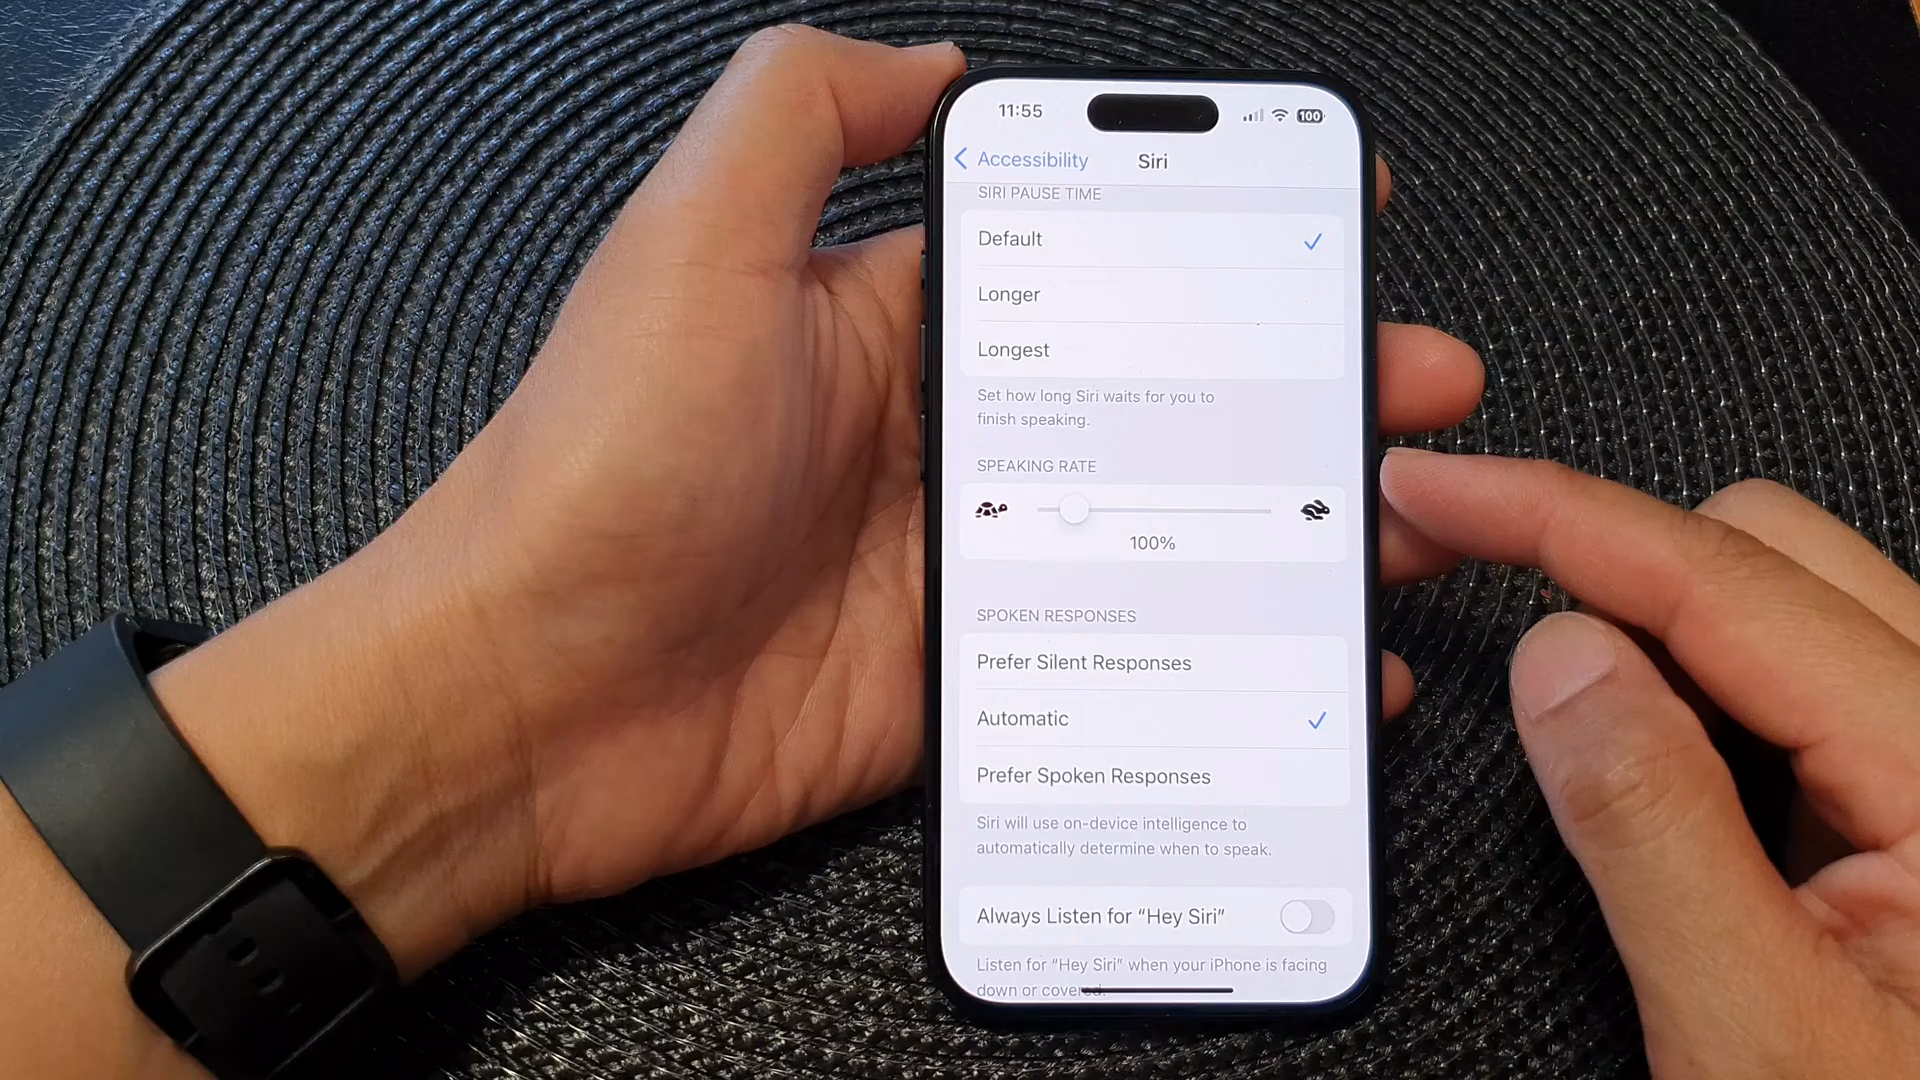 11:55
100
Accessibility
Siri
SIRI PAUSE TIME
Default
Longer
Longest
Set how long Siri waits for you to
finish speaking.
SPEAKING RATE
100%
SPOKEN RESPONSES
Prefer Silent Responses
Automatic
Prefer Spoken Responses
Siri will use on-device intelligence to
automatically determine when to speak.
Always Listen for “Hey Siri”
Listen for “Hey Siri” when your iPhone is facing
down or covered.